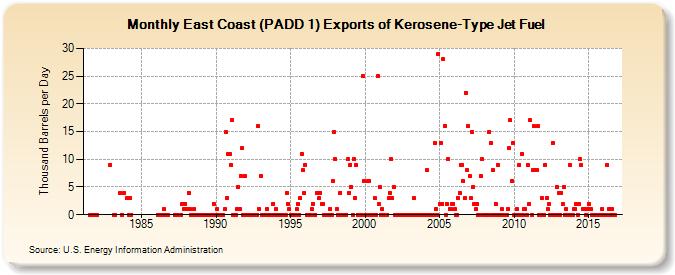 Monthly East Coast (PADD 1) Exports of Kerosene-Type Jet Fuel
Thousand Barrels per Day
30
25
20
15
10
5
0
1985 1990 1995 2000 2005 2010 2015
Source: U.S. Energy Information Administration